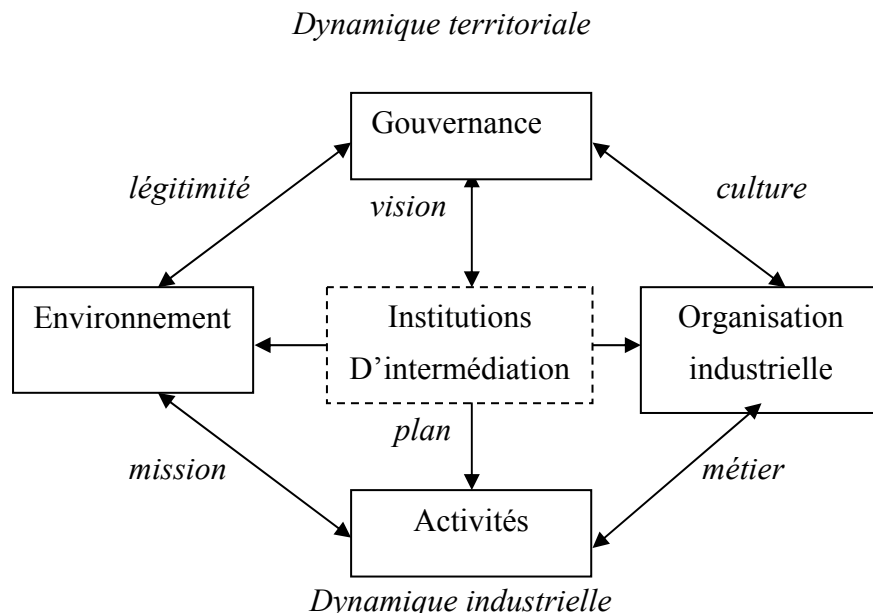 Dynamique territoriale
Gouvernance
légitimité
vision
culture
Environnement
Institutions
D’intermédiation
Organisation
industrielle
plan
mission
métier
Activités
Dynamique industrielle